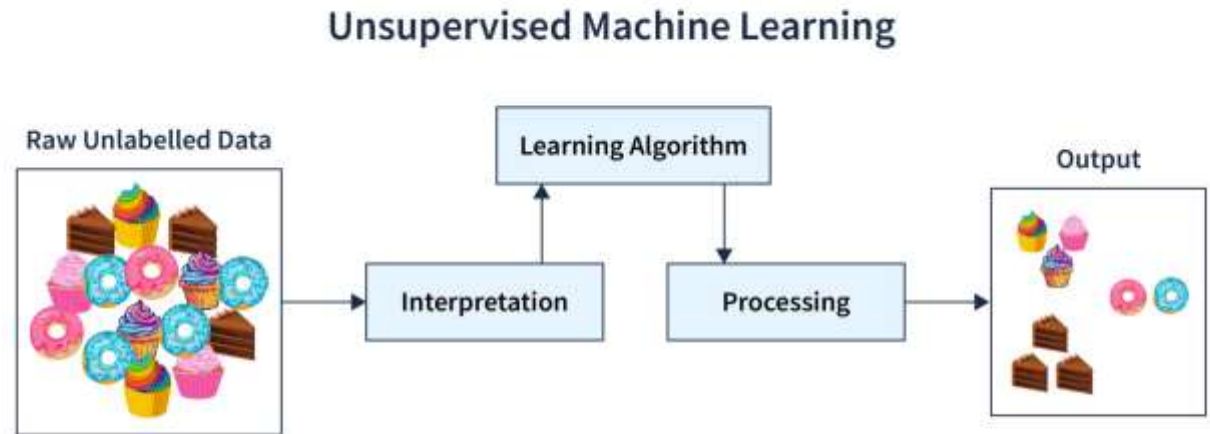 Unsupervised Machine Learning
Raw Unlabelled Data
Learning Algorithm
Output
Interpretation
Processing